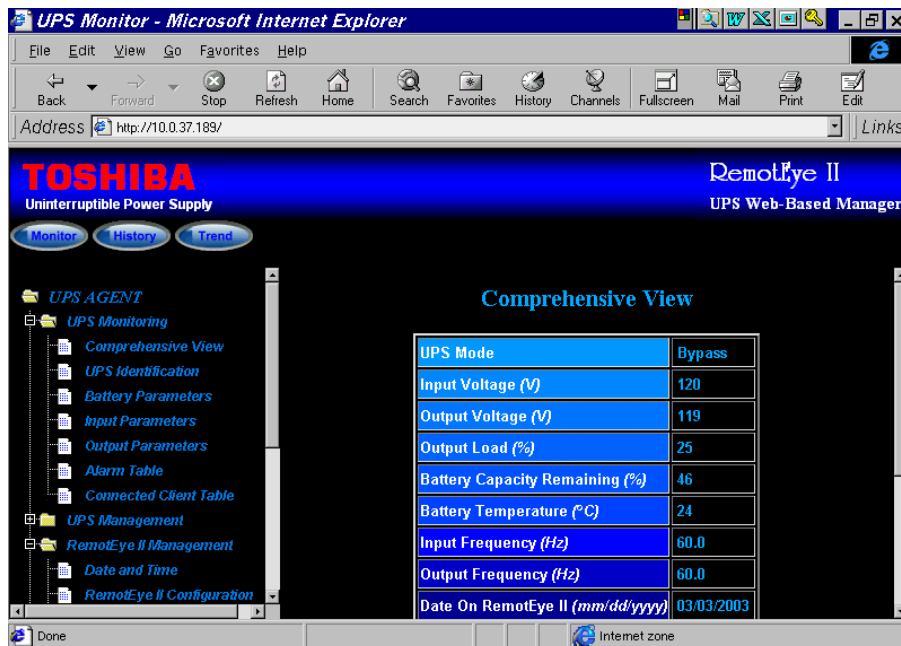 UPS Monitor - Microsoft Internet Explorer
File Edit View Go Favorites Help
Back Forward Stop Refresh Home Search Favorites History Channels Fullscreen Mail Print Edit
Address http://10.0.37.189/ Links
TOSHIBA
Uninterruptible Power Supply
RemotEye II
UPS Web-Based Manager
Monitor History Trend
UPS AGENT
UPS Monitoring
Comprehensive View
UPS Identification
Battery Parameters
Input Parameters
Output Parameters
Alarm Table
Connected Client Table
UPS Management
RemotEye II Management
Date and Time
RemotEye II Configuration
Comprehensive View
UPS Mode Bypass
Input Voltage (V) 120
Output Voltage (V) 119
Output Load (%) 25
Battery Capacity Remaining (%) 46
Battery Temperature (°C) 24
Input Frequency (Hz) 60.0
Output Frequency (Hz) 60.0
Date On RemotEye II (mm/dd/yyyy) 03/03/2003
Done Internet zone